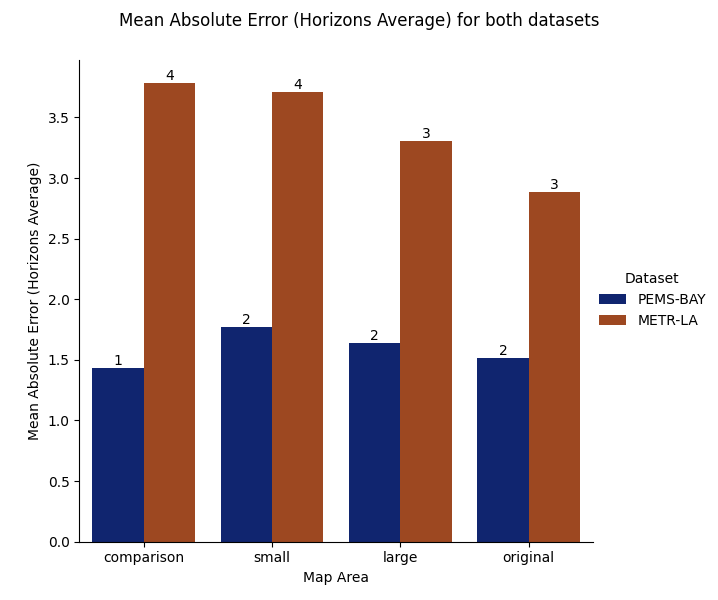 Mean Absolute Error (Horizons Average) for both datasets
Mean Absolute Error (Horizons Average)
3.5
3.0
2.5
2.0
1.5
1.0
0.5
0.0
1
4
2
4
2
3
2
3
comparison
small
large
original
Map Area
Dataset
PEMS-BAY
METR-LA